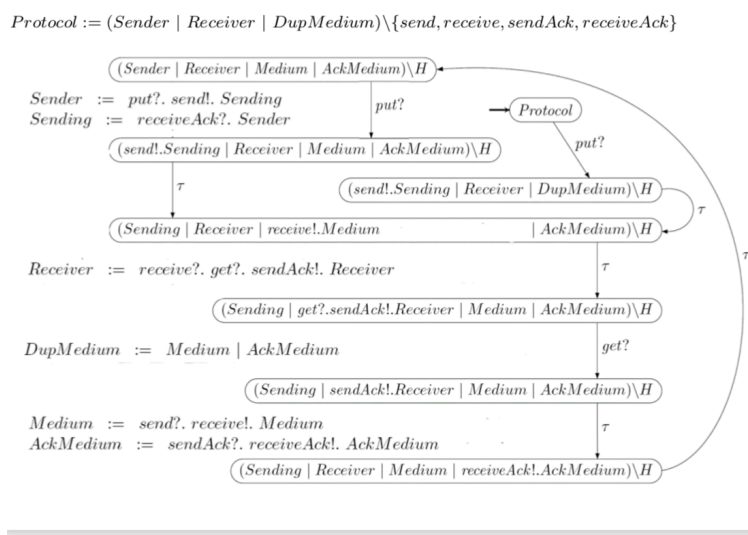 Protocol := (Sender | Receiver | DupMedium)\{send, receive, sendAck, receiveAck}
(Sender | Receiver | Medium | AckMedium)\H
Sender := put?. send!. Sending
put?
Protocol
Sending := receiveAck?. Sender
put?
(send!.Sending | Receiver | Medium | AckMedium)\H
τ
(send!.Sending | Receiver | DupMedium)\H
τ
(Sending | Receiver | receive!.Medium | AckMedium)\H
τ
Receiver := receive?. get?. sendAck!. Receiver
τ
(Sending | get?.sendAck!.Receiver | Medium | AckMedium)\H
DupMedium := Medium | AckMedium
get?
(Sending | sendAck!.Receiver | Medium | AckMedium)\H
Medium := send?. receive!. Medium
τ
AckMedium := sendAck?. receiveAck!. AckMedium
(Sending | Receiver | Medium | receiveAck!.AckMedium)\H